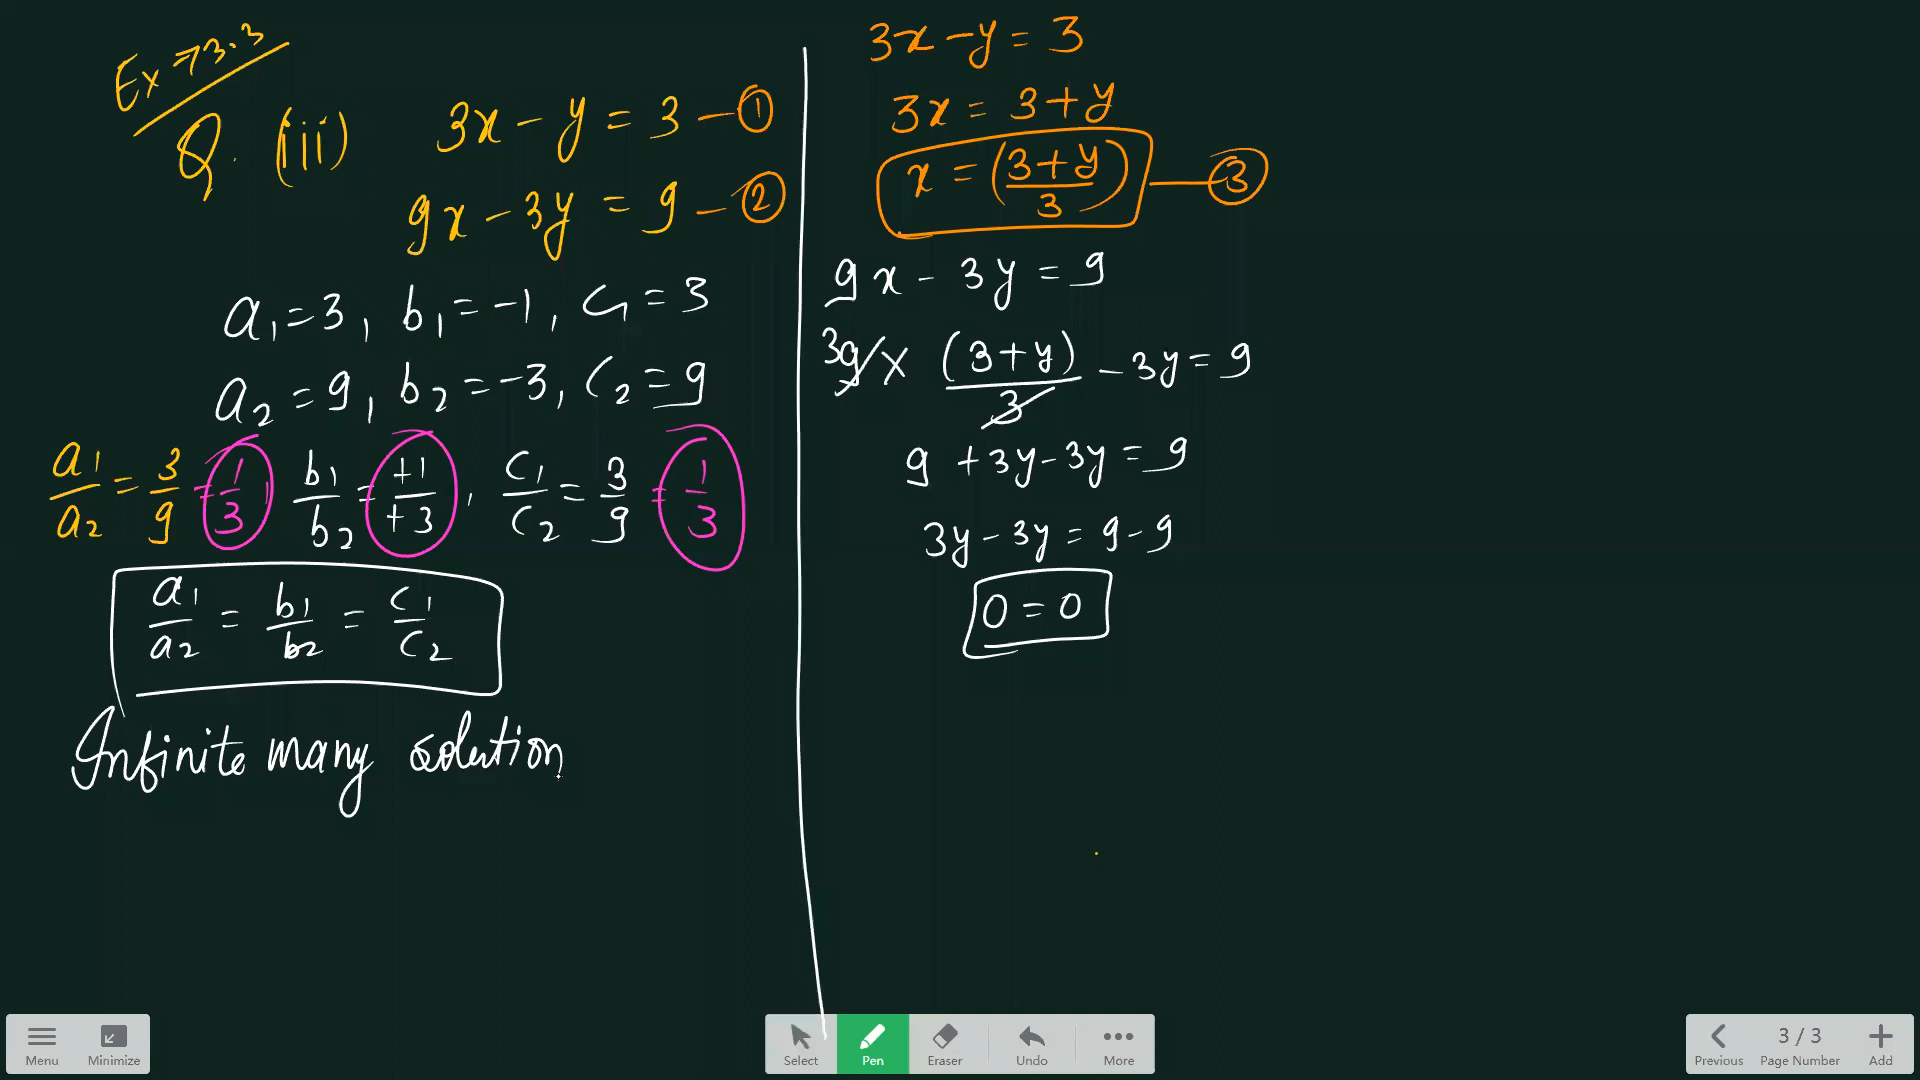 Ex ⇒ 3.3
Q. (iii) 3x - y = 3 - ①
9x - 3y = 9 - ②
a₁ = 3, b₁ = -1, c₁ = 3
a₂ = 9, b₂ = -3, c₂ = 9
a₁/a₂ = 3/9 = 1/3, b₁/b₂ = +1/+3, c₁/c₂ = 3/9 = 1/3
a₁/a₂ = b₁/b₂ = c₁/c₂
Infinite many solution
3x - y = 3
3x = 3 + y
x = (3 + y / 3) — ③
9x - 3y = 9
3 9 × (3 + y)/3 - 3y = 9
9 + 3y - 3y = 9
3y - 3y = 9 - 9
0 = 0
Menu
Minimize
Select
Pen
Eraser
Undo
More
Previous
3 / 3
Page Number
Add